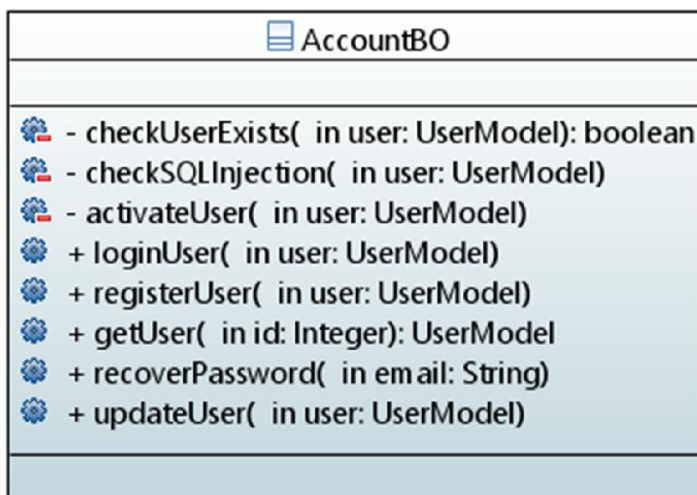 AccountBO
- checkUserExists( in user: UserModel): boolean
- checkSQLInjection( in user: UserModel)
- activateUser( in user: UserModel)
+ loginUser( in user: UserModel)
+ registerUser( in user: UserModel)
+ getUser( in id: Integer): UserModel
+ recoverPassword( in email: String)
+ updateUser( in user: UserModel)